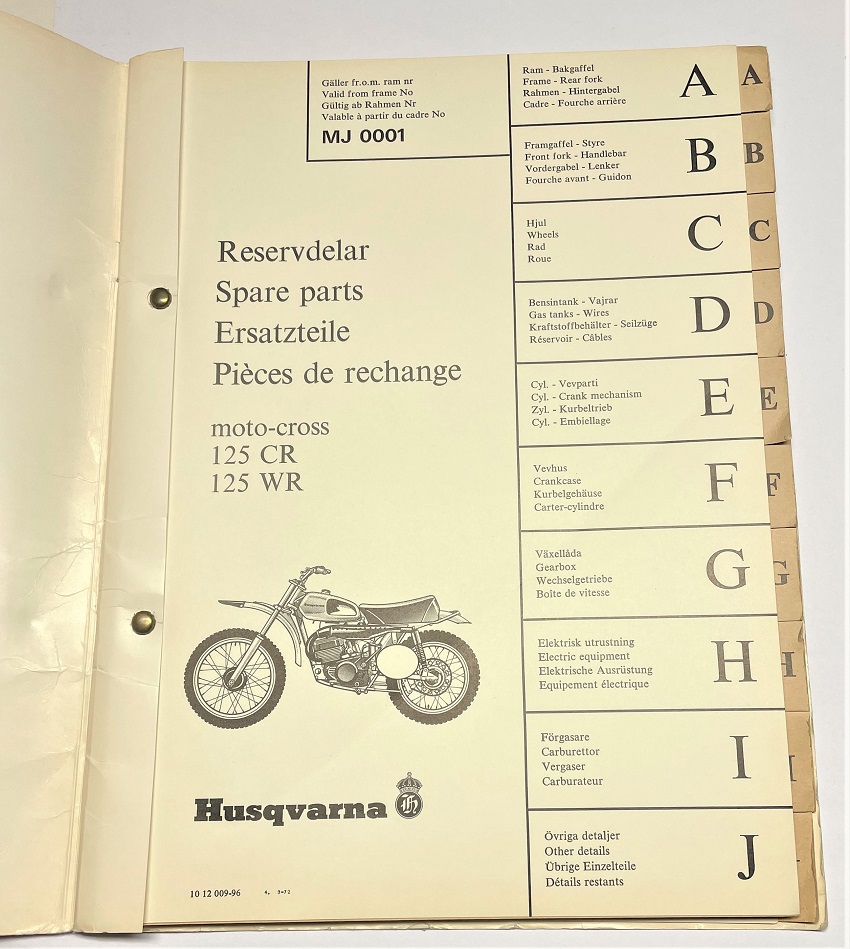 Gäller fr.o.m. ram nr
Valid from frame No
Gültig ab Rahmen Nr
Valable à partir du cadre No
MJ 0001
Reservdelar
Spare parts
Ersatzteile
Pièces de rechange
moto-cross
125 CR
125 WR
Husqvarna
10 12 009-96
Ram - Bakgaffel
Frame - Rear fork
Rahmen - Hintergabel
Cadre - Fourche arrière
A
A
Framgaffel - Styre
Front fork - Handlebar
Vordergabel - Lenker
Fourche avant - Guidon
B
B
Hjul
Wheels
Rad
Roue
C
C
Bensintank - Vajrar
Gas tanks - Wires
Kraftstoffbehälter - Seilzüge
Réservoir - Câbles
D
D
Cyl. - Vevparti
Cyl. - Crank mechanism
Zyl. - Kurbeltrieb
Cyl. - Embiellage
E
E
Vevhus
Crankcase
Kurbelgehäuse
Carter-cylindre
F
F
Växellåda
Gearbox
Wechselgetriebe
Boîte de vitesse
G
G
Elektrisk utrustning
Electric equipment
Elektrische Ausrüstung
Equipement électrique
H
H
Förgasare
Carburettor
Vergaser
Carburateur
I
I
Övriga detaljer
Other details
Übrige Einzelteile
Détails restants
J